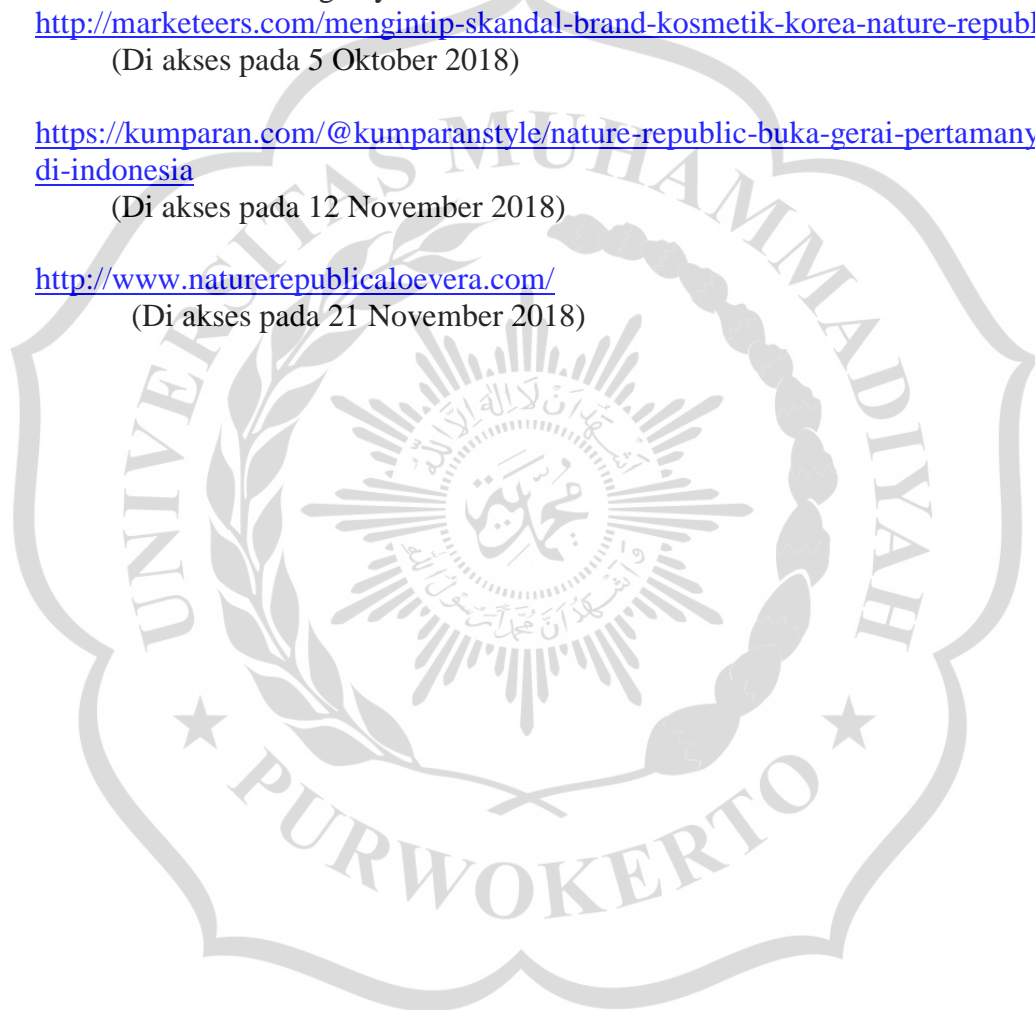 http://marketeers.com/mengintip-skandal-brand-kosmetik-korea-nature-republ
(Di akses pada 5 Oktober 2018)
https://kumparan.com/@kumparanstyle/nature-republic-buka-gerai-pertamany
di-indonesia
(Di akses pada 12 November 2018)
http://www.naturerepublicaloevera.com/
(Di akses pada 21 November 2018)
UNIVERSITAS MUHAMMADIYAH
PURWOKERTO